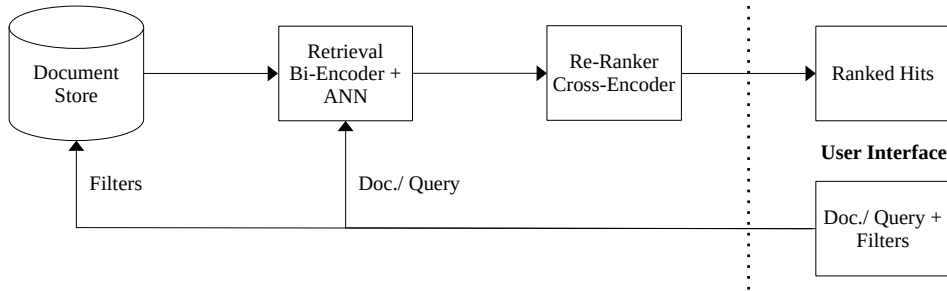 Document
Store
Retrieval
Bi-Encoder +
ANN
Re-Ranker
Cross-Encoder
Ranked Hits
User Interface
Filters
Doc./ Query
Doc./ Query +
Filters